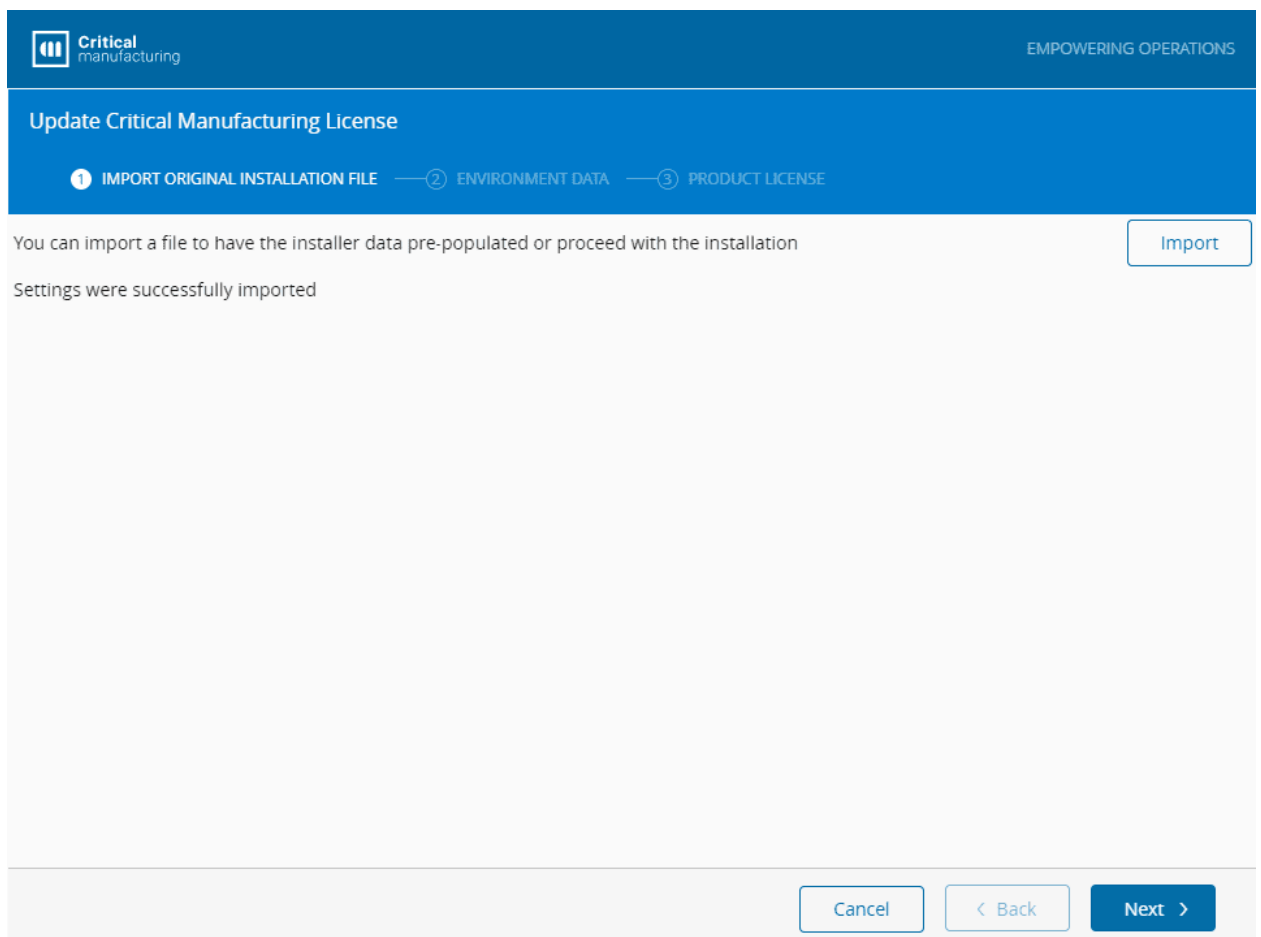 Critical
manufacturing
EMPOWERING OPERATIONS
Update Critical Manufacturing License
1 IMPORT ORIGINAL INSTALLATION FILE 2 ENVIRONMENT DATA 3 PRODUCT LICENSE
You can import a file to have the installer data pre-populated or proceed with the installation
Import
Settings were successfully imported
Cancel
Back
Next